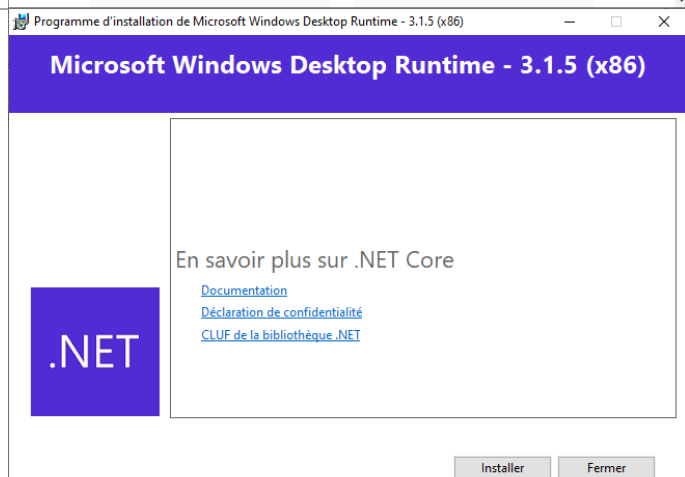 Programme d'installation de Microsoft Windows Desktop Runtime - 3.1.5 (x86)
Microsoft Windows Desktop Runtime - 3.1.5 (x86)
En savoir plus sur .NET Core
Documentation
Déclaration de confidentialité
CLUF de la bibliothèque .NET
.NET
Installer
Fermer